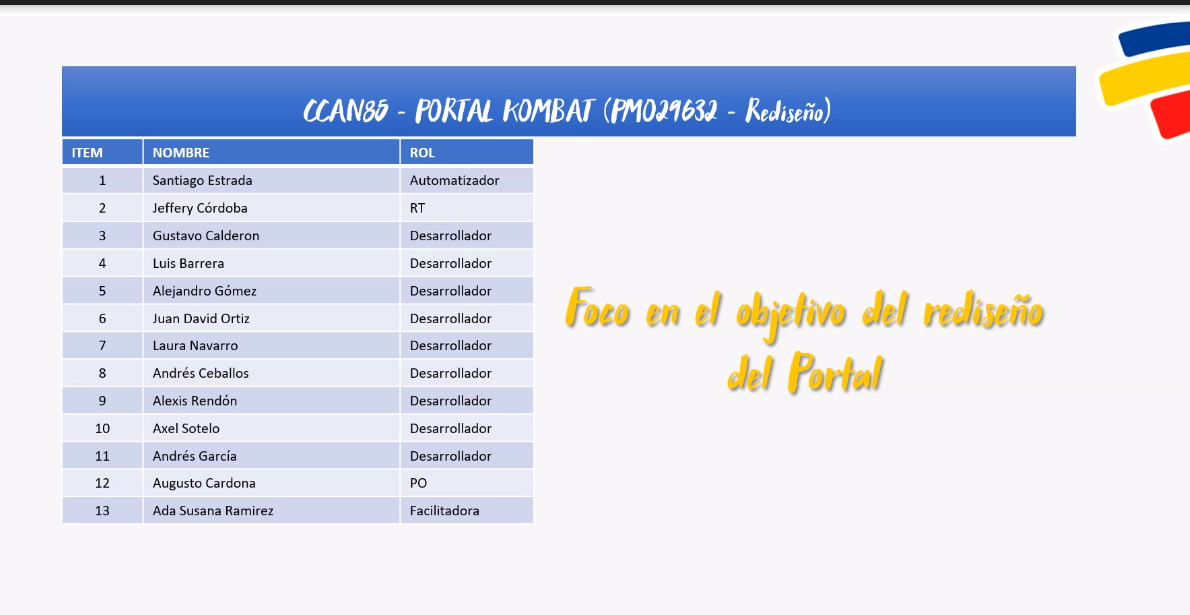 CCAN85 - PORTAL KOMBAT (PMO29632 - Rediseño)
ITEM NOMBRE ROL
1 Santiago Estrada Automatizador
2 Jeffery Córdoba RT
3 Gustavo Calderon Desarrollador
4 Luis Barrera Desarrollador
5 Alejandro Gómez Desarrollador
6 Juan David Ortiz Desarrollador
7 Laura Navarro Desarrollador
8 Andrés Ceballos Desarrollador
9 Alexis Rendón Desarrollador
10 Axel Sotelo Desarrollador
11 Andrés García Desarrollador
12 Augusto Cardona PO
13 Ada Susana Ramirez Facilitadora
Foco en el objetivo del rediseño
del Portal